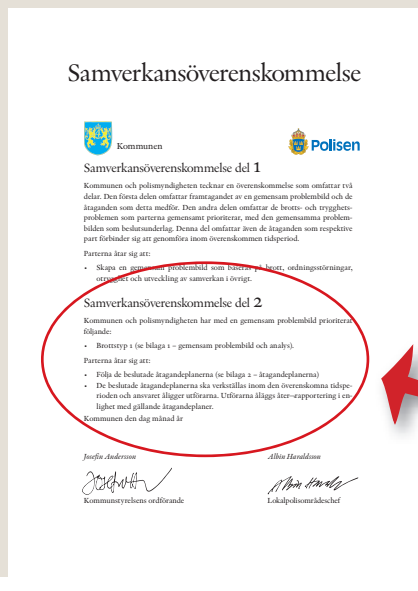 Samverkansöverenskommelse
Kommunen
Polisen
Samverkansöverenskommelse del 1
Kommunen och polismyndigheten tecknar en överenskommelse som omfattar två
delar. Den första delen omfattar framtagandet av en gemensam problembild och de
åtaganden som detta medför. Den andra delen omfattar de brotts- och trygghets-
problemen som parterna gemensamt prioriterar, med den gemensamma problem-
bilden som beslutsunderlag. Denna del omfattar även de åtaganden som respektive
part förbinder sig att genomföra inom överenskommen tidsperiod.
Parterna åtar sig att:
• Skapa en gemensam problembild som baseras på brott, ordningsstörningar,
otrygghet och utveckling av samverkan i övrigt.
Samverkansöverenskommelse del 2
Kommunen och polismyndigheten har med en gemensam problembild prioriterat
följande:
• Brottstyp 1 (se bilaga 1 – gemensam problembild och analys).
Parterna åtar sig att:
• Följa de beslutade åtagandeplanerna (se bilaga 2 – åtagandeplanerna)
• De beslutade åtagandeplanerna ska verkställas inom den överenskomna tidspe-
rioden och ansvaret åligger utförarna. Utförarna åläggs åter–rapportering i en-
lighet med gällande åtagandeplaner.
Kommunen den dag månad år
Josefin Andersson
Albin Haraldsson
Kommunstyrelsens ordförande
Lokalpolisområdeschef